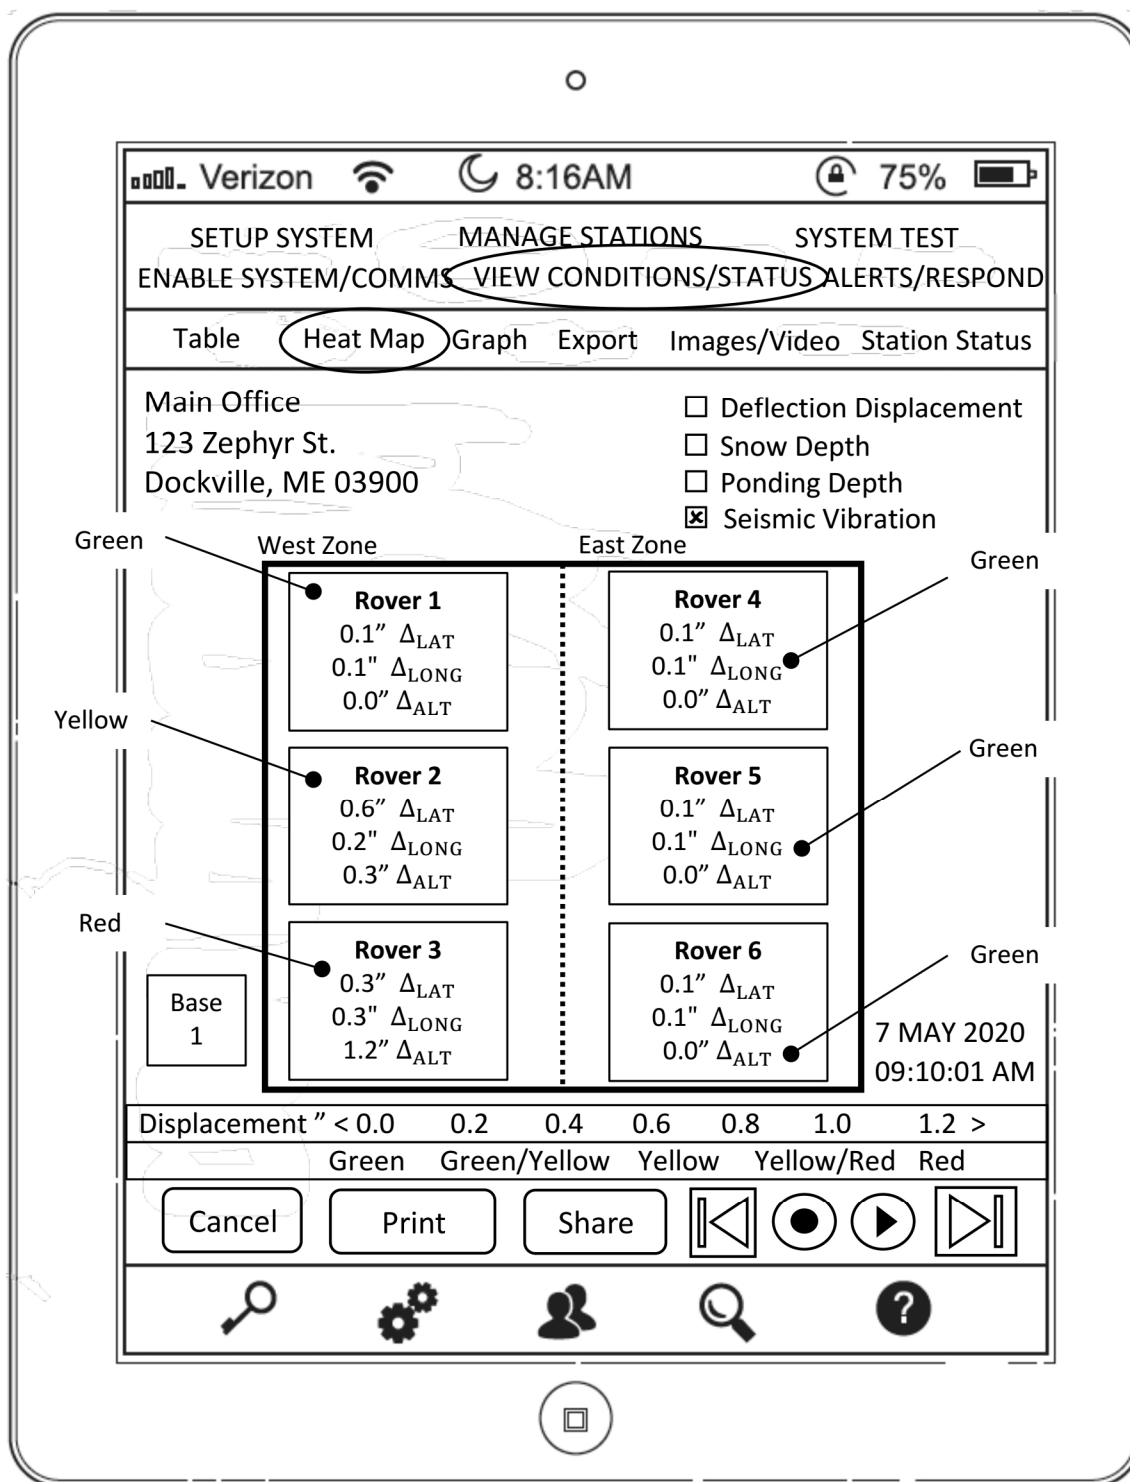 Verizon 8:16AM 75%
SETUP SYSTEM MANAGE STATIONS SYSTEM TEST
ENABLE SYSTEM/COMMS VIEW CONDITIONS/STATUS ALERTS/RESPOND
Table Heat Map Graph Export Images/Video Station Status
Main Office
123 Zephyr St.
Dockville, ME 03900
Deflection Displacement
Snow Depth
Ponding Depth
Seismic Vibration
West Zone East Zone
Green
Rover 1
0.1” ΔLAT
0.1" ΔLONG
0.0” ΔALT
Yellow
Rover 2
0.6” ΔLAT
0.2" ΔLONG
0.3” ΔALT
Red
Rover 3
0.3” ΔLAT
0.3" ΔLONG
1.2” ΔALT
Green
Rover 4
0.1” ΔLAT
0.1" ΔLONG
0.0” ΔALT
Green
Rover 5
0.1” ΔLAT
0.1" ΔLONG
0.0” ΔALT
Green
Rover 6
0.1” ΔLAT
0.1" ΔLONG
0.0” ΔALT
Base
1
7 MAY 2020
09:10:01 AM
Displacement ” < 0.0 0.2 0.4 0.6 0.8 1.0 1.2 >
Green Green/Yellow Yellow Yellow/Red Red
Cancel Print Share
?